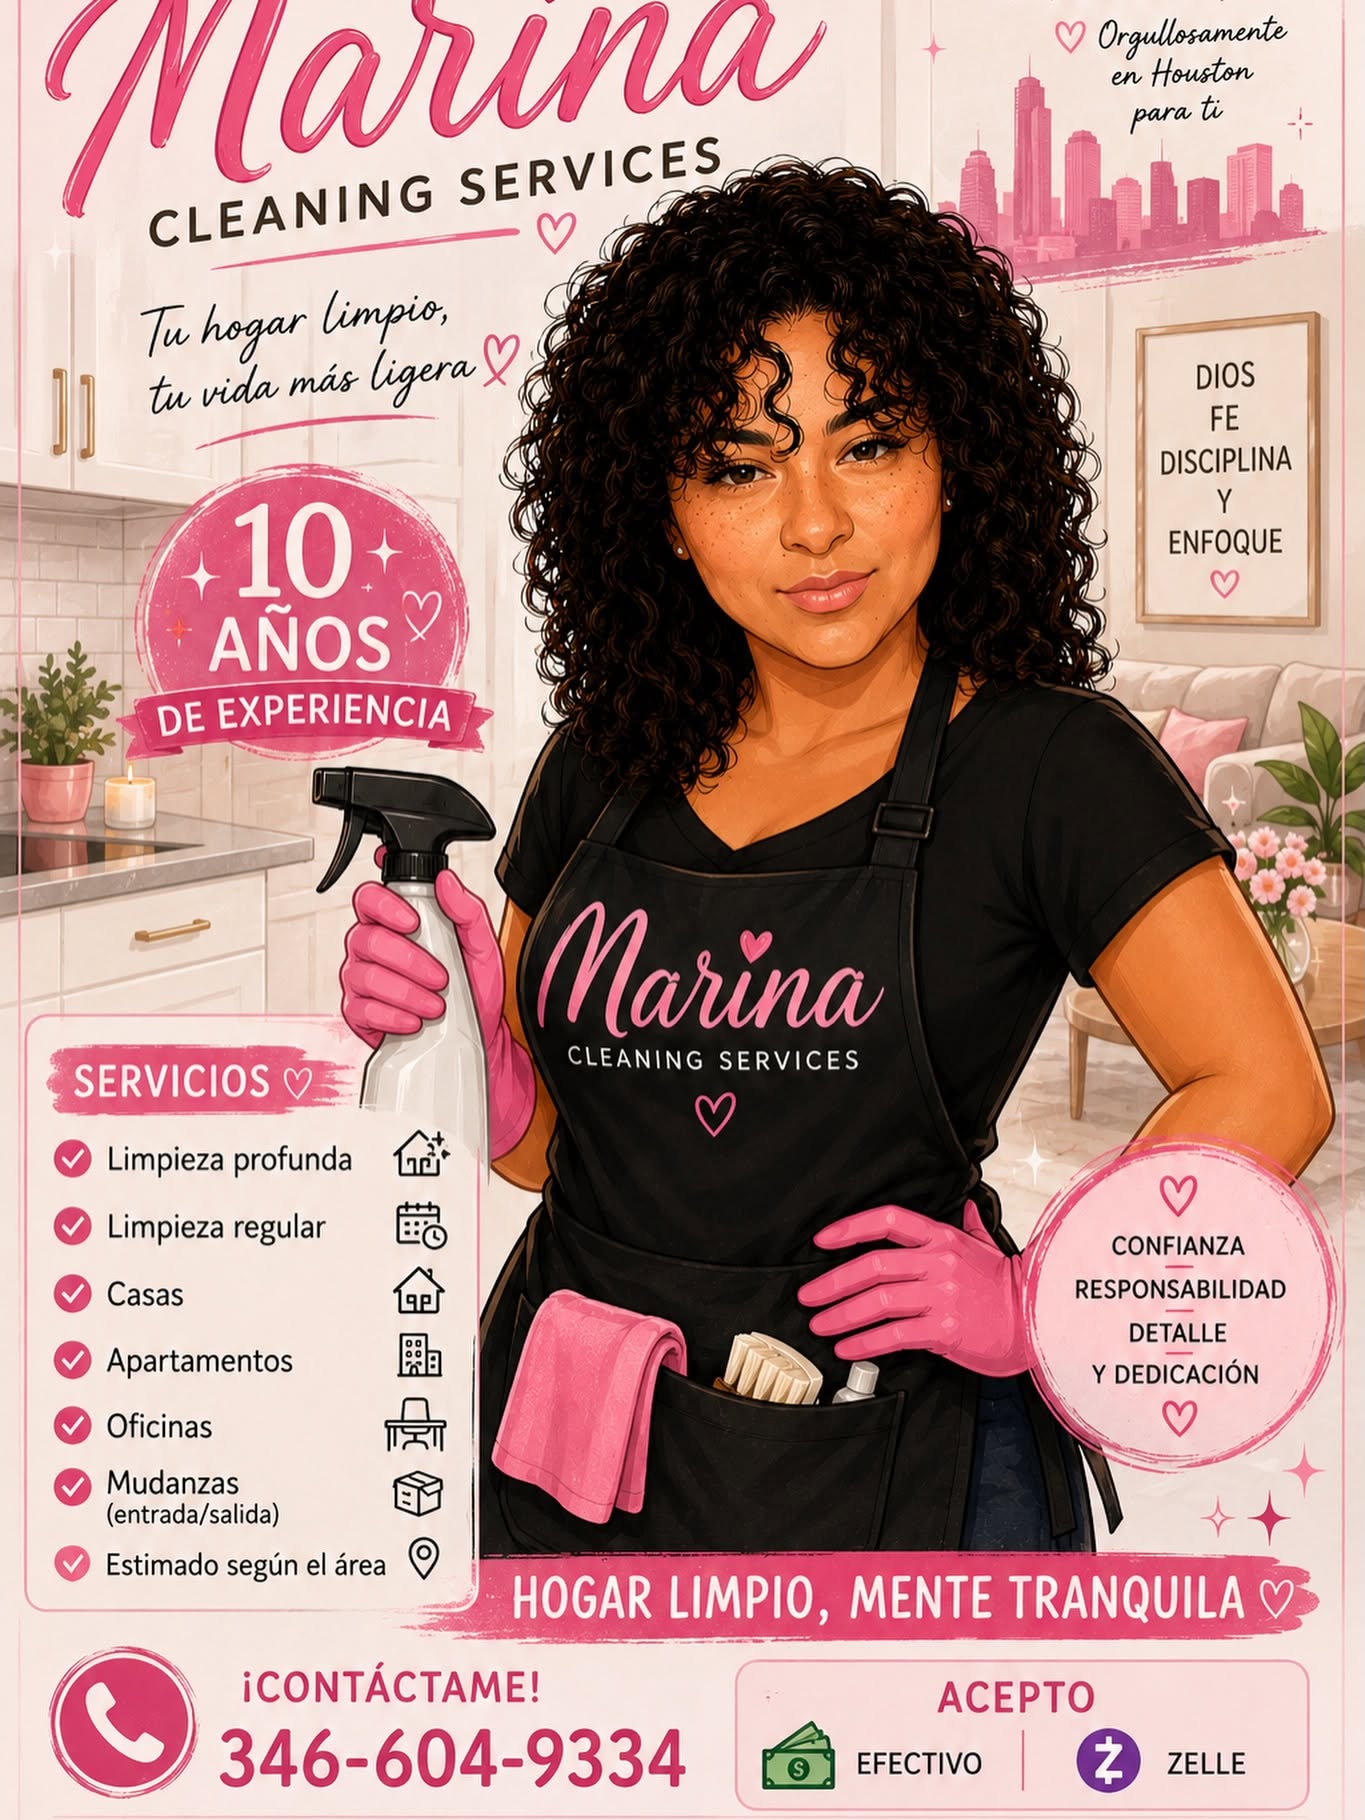 Marina
CLEANING SERVICES
Orgullosamente
en Houston
para ti
Tu hogar limpio,
tu vida más ligera
10
AÑOS
DE EXPERIENCIA
DIOS
FE
DISCIPLINA
Y
ENFOQUE
Marina
CLEANING SERVICES
SERVICIOS
Limpieza profunda
Limpieza regular
Casas
Apartamentos
Oficinas
Mudanzas
(entrada/salida)
Estimado según el área
CONFIANZA
RESPONSABILIDAD
DETALLE
Y DEDICACIÓN
HOGAR LIMPIO, MENTE TRANQUILA
¡CONTÁCTAME!
346-604-9334
ACEPTO
$ EFECTIVO
Z ZELLE